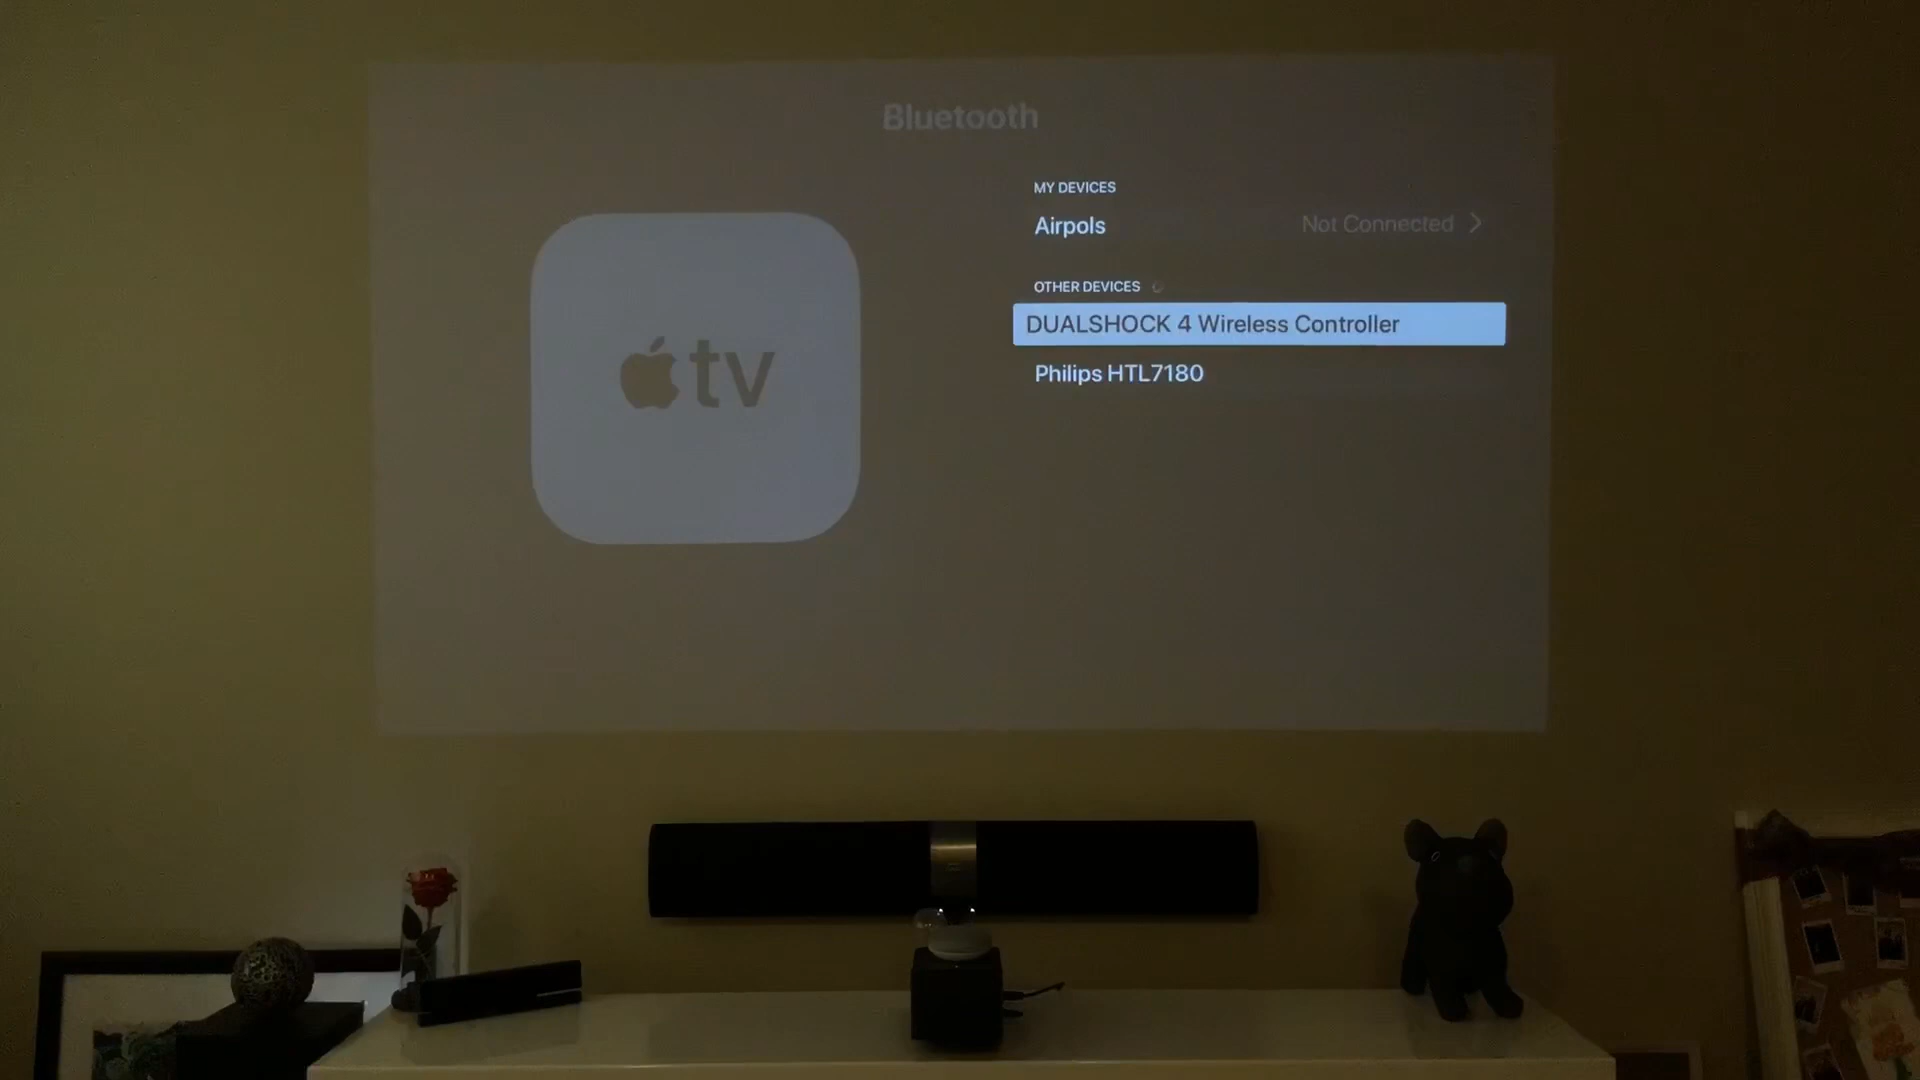 Bluetooth
MY DEVICES
Airpols
Not Connected
OTHER DEVICES
DUALSHOCK 4 Wireless Controller
Philips HTL7180
tv